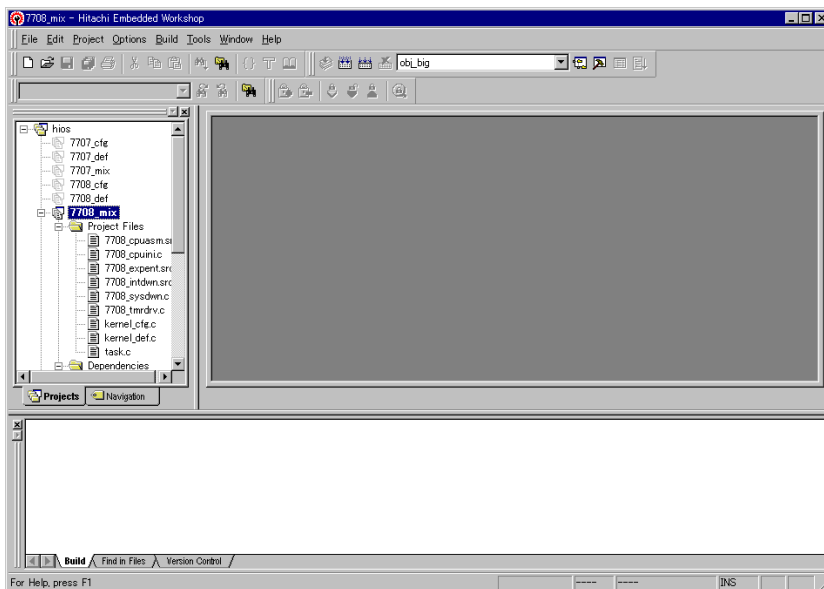 7708_mix - Hitachi Embedded Workshop
File Edit Project Options Build Tools Window Help
obj_big
hios
7707_cfg
7707_def
7707_mix
7708_cfg
7708_def
7708_mix
Project Files
7708_cpuasm.sr
7708_cpuini.c
7708_expent.src
7708_intdwn.src
7708_sysdwn.c
7708_tmrdrv.c
kernel_cfg.c
kernel_def.c
task.c
Dependencies
Projects Navigation
Build Find in Files Version Control
For Help, press F1 ---- ---- INS